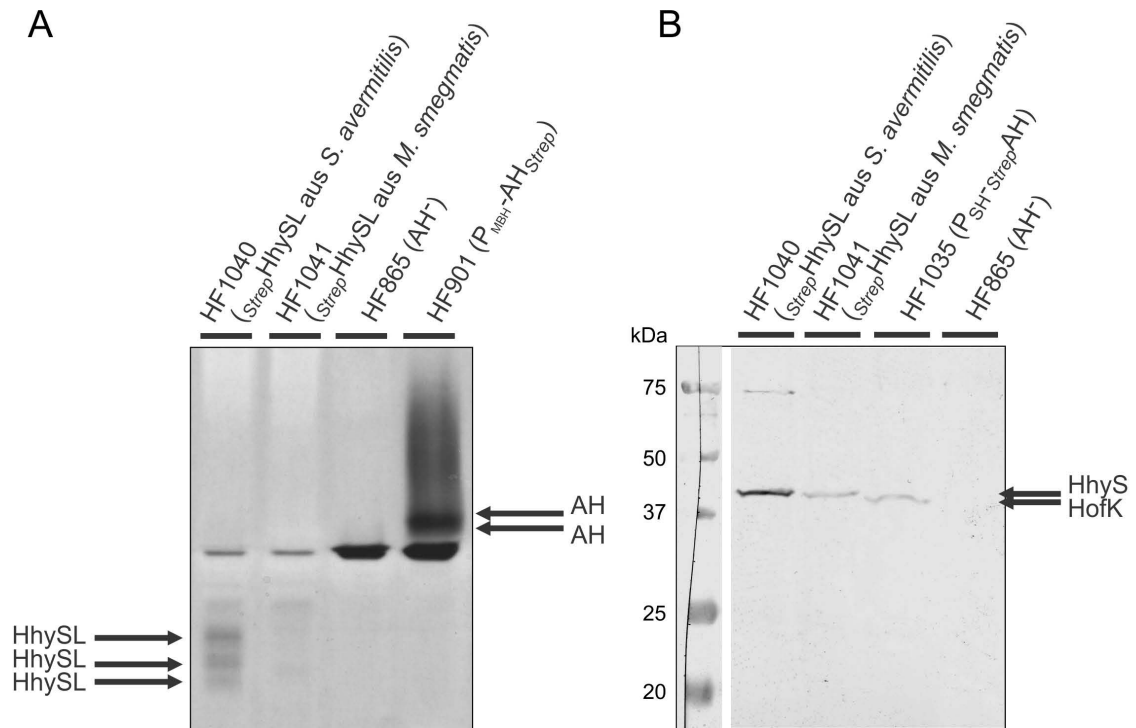 A
HF1040
(StrepHhySL aus S. avermitilis)
HF1041
(StrepHhySL aus M. smegmatis)
HF865 (AH-)
HF901 (PMBH-AHStrep)
AH
AH
HhySL
HhySL
HhySL
B
HF1040
(StrepHhySL aus S. avermitilis)
HF1041
(StrepHhySL aus M. smegmatis)
HF1035 (PSH-StrepAH)
HF865 (AH-)
kDa
75
50
37
25
20
HhyS
HofK